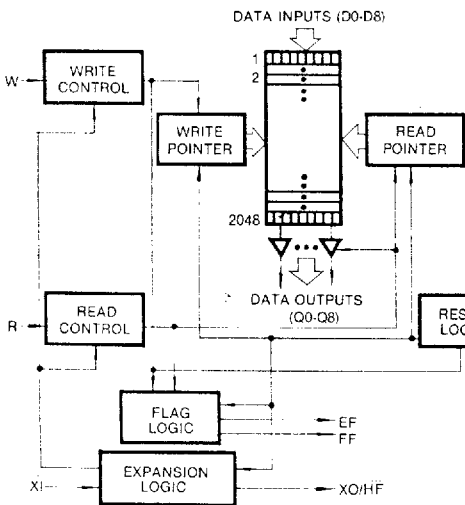 DATA INPUTS (D0-D8)
1
2
W
WRITE
CONTROL
WRITE
POINTER
READ
POINTER
2048
DATA OUTPUTS
(Q0-Q8)
R
READ
CONTROL
FLAG
LOGIC
EF
FF
EXPANSION
LOGIC
XI
XO/HF